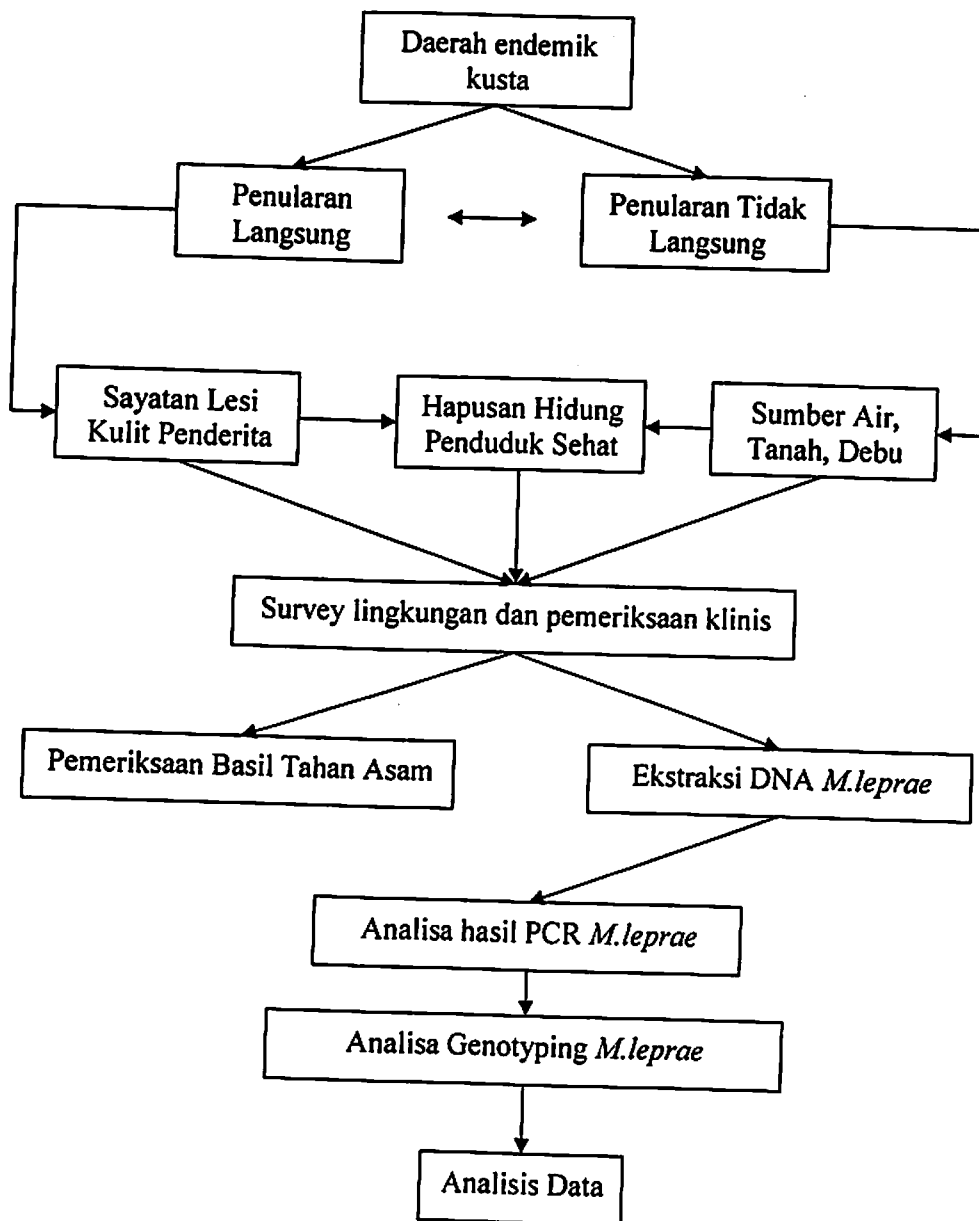 Daerah endemik
kusta
Penularan
Langsung
Penularan Tidak
Langsung
Sayatan Lesi
Kulit Penderita
Hapusan Hidung
Penduduk Sehat
Sumber Air,
Tanah, Debu
Survey lingkungan dan pemeriksaan klinis
Pemeriksaan Basil Tahan Asam
Ekstraksi DNA M.leprae
Analisa hasil PCR M.leprae
Analisa Genotyping M.leprae
Analisis Data